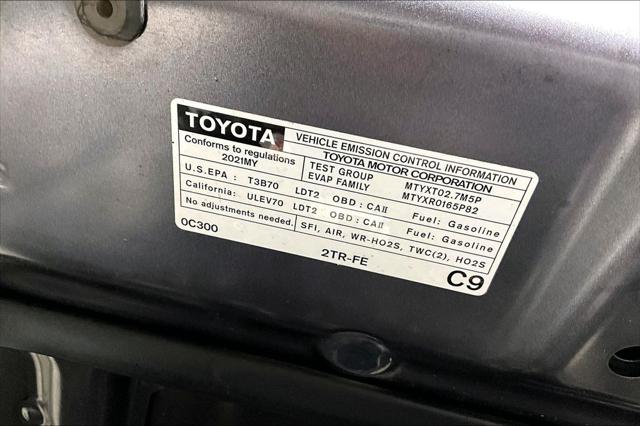 TOYOTA VEHICLE EMISSION CONTROL INFORMATION
Conforms to regulations TOYOTA MOTOR CORPORATION
2021MY
TEST GROUP MTYXT02.7M5P
EVAP FAMILY MTYXR0165P82
U.S.EPA : T3B70 LDT2 OBD : CAII Fuel: Gasoline
California: ULEV70 LDT2 OBD : CAII Fuel: Gasoline
No adjustments needed. SFI, AIR, WR-HO2S, TWC(2), HO2S
0C300 2TR-FE C9